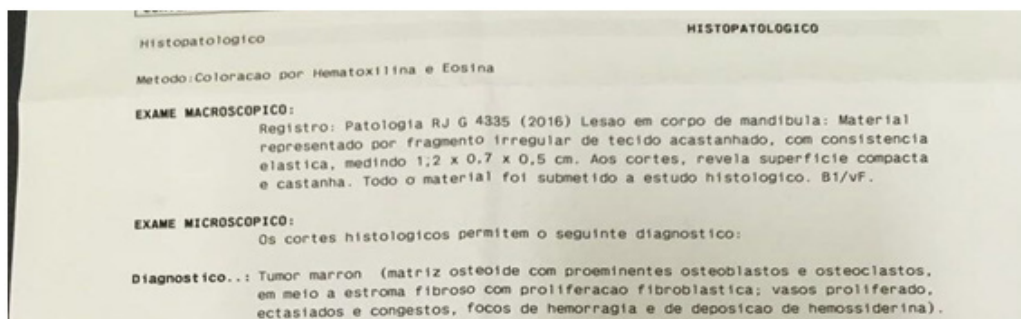 HISTOPATOLOGICO
Histopatologico
Metodo:Coloracao por Hematoxilina e Eosina
EXAME MACROSCOPICO:
Registro: Patologia RJ G 4335 (2016) Lesao em corpo de mandibula: Material
representado por fragmento irregular de tecido acastanhado, com consistencia
elastica, medindo 1,2 x 0,7 x 0,5 cm. Aos cortes, revela superficie compacta
e castanha. Todo o material foi submetido a estudo histologico. B1/vF.
EXAME MICROSCOPICO:
Os cortes histologicos permitem o seguinte diagnostico:
Diagnostico..: Tumor marron (matriz osteoide com proeminentes osteoblastos e osteoclastos,
em meio a estroma fibroso com proliferacao fibroblastica; vasos proliferado,
ectasiados e congestos, focos de hemorragia e de deposicao de hemossiderina).